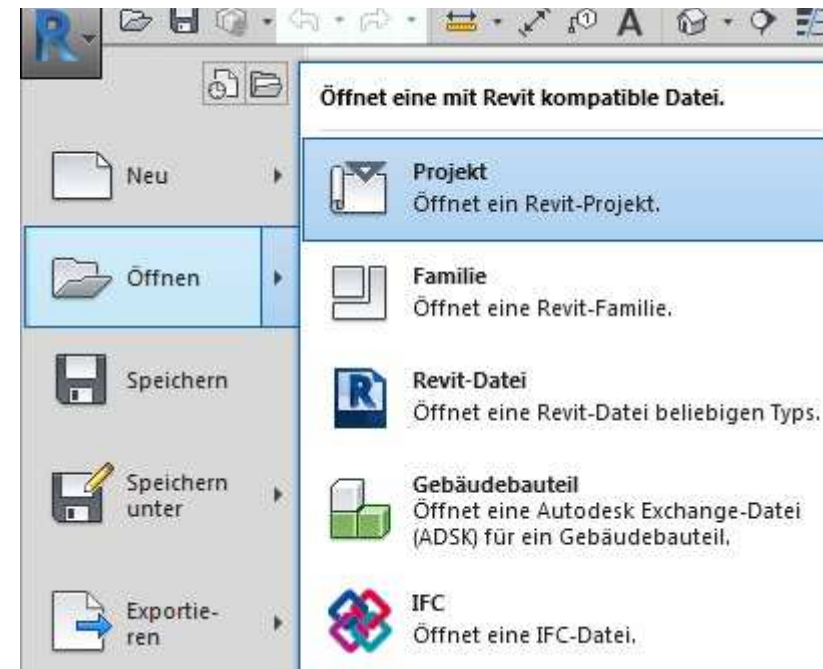 Öffnet eine mit Revit kompatible Datei.
Neu
Öffnen
Speichern
Speichern
unter
Exportie-
ren
Projekt
Öffnet ein Revit-Projekt.
Familie
Öffnet eine Revit-Familie.
Revit-Datei
Öffnet eine Revit-Datei beliebigen Typs.
Gebäudebauteil
Öffnet eine Autodesk Exchange-Datei
(ADSK) für ein Gebäudebauteil.
IFC
Öffnet eine IFC-Datei.